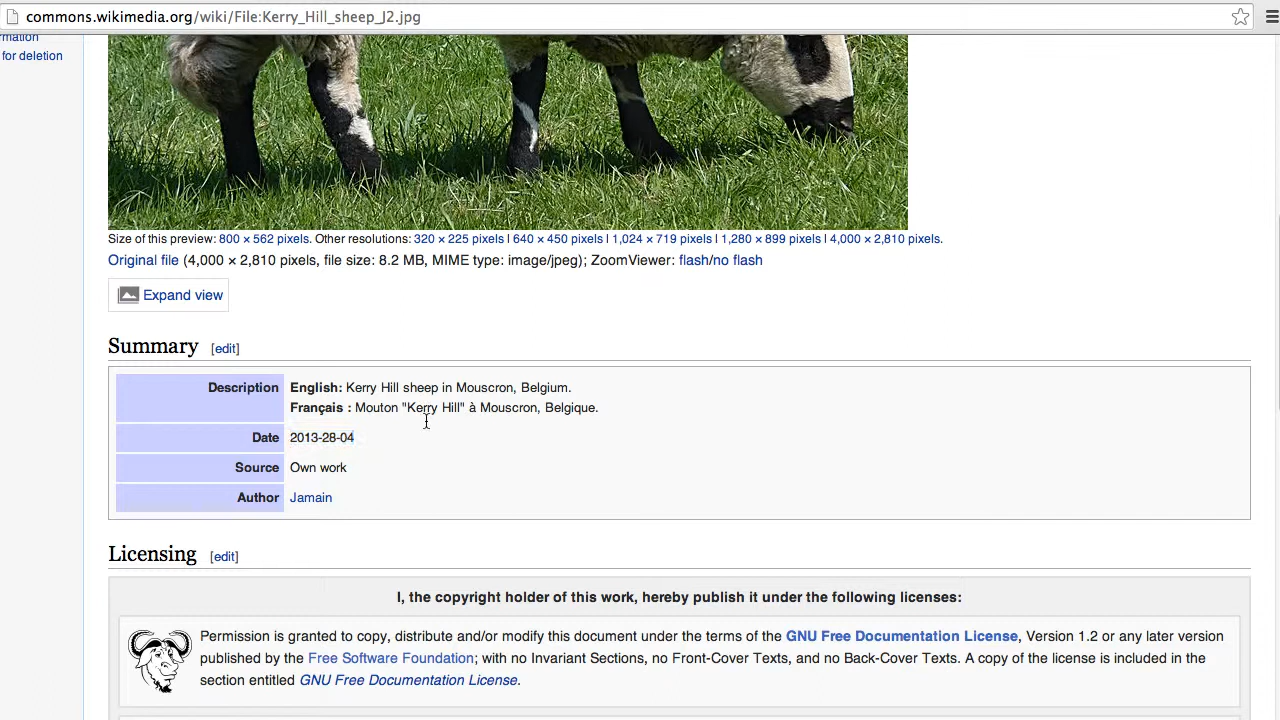 commons.wikimedia.org/wiki/File:Kerry_Hill_sheep_J2.jpg
for deletion
Size of this preview: 800 × 562 pixels. Other resolutions: 320 × 225 pixels | 640 × 450 pixels | 1,024 × 719 pixels | 1,280 × 899 pixels | 4,000 × 2,810 pixels.
Original file (4,000 × 2,810 pixels, file size: 8.2 MB, MIME type: image/jpeg); ZoomViewer: flash/no flash
Expand view
Summary [edit]
Description English: Kerry Hill sheep in Mouscron, Belgium.
Français : Mouton "Kerry Hill" à Mouscron, Belgique.
Date 2013-28-04
Source Own work
Author Jamain
Licensing [edit]
I, the copyright holder of this work, hereby publish it under the following licenses:
Permission is granted to copy, distribute and/or modify this document under the terms of the GNU Free Documentation License, Version 1.2 or any later version
published by the Free Software Foundation; with no Invariant Sections, no Front-Cover Texts, and no Back-Cover Texts. A copy of the license is included in the
section entitled GNU Free Documentation License.